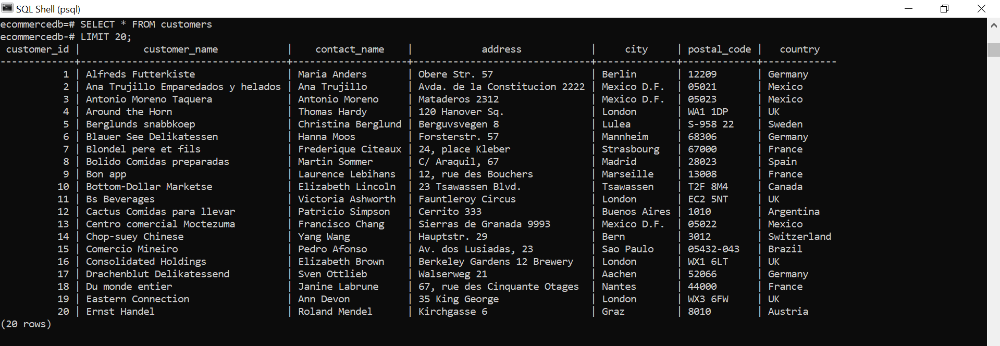 SQL Shell (psql)
ecommercedb=# SELECT * FROM customers
ecommercedb-# LIMIT 20;
 customer_id |           customer_name            |    contact_name    |            address            |     city     | postal_code |   country
-------------+------------------------------------+--------------------+-------------------------------+--------------+-------------+-------------
           1 | Alfreds Futterkiste                | Maria Anders       | Obere Str. 57                 | Berlin       | 12209       | Germany
           2 | Ana Trujillo Emparedados y helados | Ana Trujillo       | Avda. de la Constitucion 2222 | Mexico D.F.  | 05021       | Mexico
           3 | Antonio Moreno Taquera             | Antonio Moreno     | Mataderos 2312                | Mexico D.F.  | 05023       | Mexico
           4 | Around the Horn                    | Thomas Hardy       | 120 Hanover Sq.               | London       | WA1 1DP     | UK
           5 | Berglunds snabbkoep                | Christina Berglund | Berguvsvegen 8                | Lulea        | S-958 22    | Sweden
           6 | Blauer See Delikatessen            | Hanna Moos         | Forsterstr. 57                | Mannheim     | 68306       | Germany
           7 | Blondel pere et fils               | Frederique Citeaux | 24, place Kleber              | Strasbourg   | 67000       | France
           8 | Bolido Comidas preparadas          | Martin Sommer      | C/ Araquil, 67                | Madrid       | 28023       | Spain
           9 | Bon app                            | Laurence Lebihans  | 12, rue des Bouchers          | Marseille    | 13008       | France
          10 | Bottom-Dollar Marketse             | Elizabeth Lincoln  | 23 Tsawassen Blvd.            | Tsawassen    | T2F 8M4     | Canada
          11 | Bs Beverages                       | Victoria Ashworth  | Fauntleroy Circus             | London       | EC2 5NT     | UK
          12 | Cactus Comidas para llevar         | Patricio Simpson   | Cerrito 333                   | Buenos Aires | 1010        | Argentina
          13 | Centro comercial Moctezuma         | Francisco Chang    | Sierras de Granada 9993       | Mexico D.F.  | 05022       | Mexico
          14 | Chop-suey Chinese                  | Yang Wang          | Hauptstr. 29                  | Bern         | 3012        | Switzerland
          15 | Comercio Mineiro                   | Pedro Afonso       | Av. dos Lusiadas, 23          | Sao Paulo    | 05432-043   | Brazil
          16 | Consolidated Holdings              | Elizabeth Brown    | Berkeley Gardens 12 Brewery   | London       | WX1 6LT     | UK
          17 | Drachenblut Delikatessend          | Sven Ottlieb       | Walserweg 21                  | Aachen       | 52066       | Germany
          18 | Du monde entier                    | Janine Labrune     | 67, rue des Cinquante Otages  | Nantes       | 44000       | France
          19 | Eastern Connection                 | Ann Devon          | 35 King George                | London       | WX3 6FW     | UK
          20 | Ernst Handel                       | Roland Mendel      | Kirchgasse 6                  | Graz         | 8010        | Austria
(20 rows)